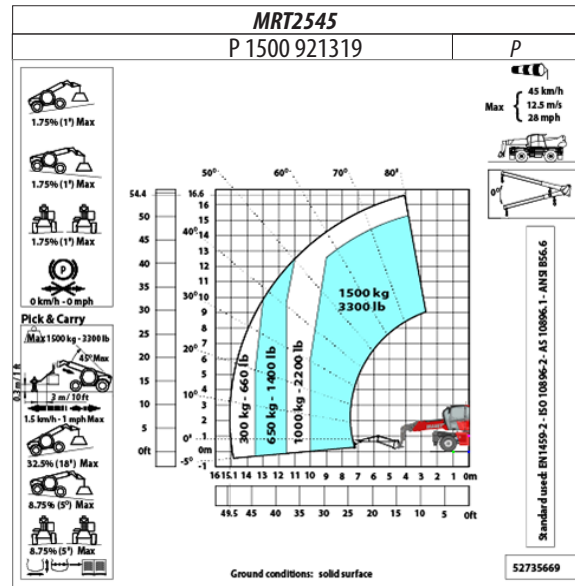 MRT2545
P 1500 921319
P
1.75% (1°) Max
1.75% (1°) Max
1.75% (1°) Max
P
0 km/h - 0 mph
Pick & Carry
Max 1500 kg - 3300 lb
45° Max
0.3 m / 1 ft
3 m / 10 ft
1.5 km/h - 1 mph Max
32.5% (18°) Max
8.75% (5°) Max
8.75% (5°) Max
Max
45 km/h
12.5 m/s
28 mph
0°
50° 60° 70° 80°
40°
30°
20°
10°
0°
-5°
54.4
50
45
40
35
30
25
20
15
10
5
0ft
16.6
16
15
14
13
12
11
10
9
8
7
6
5
4
3
2
1
0m
-1
300 kg - 660 lb
650 kg - 1400 lb
1000 kg - 2200 lb
1500 kg
3300 lb
16 15.1 14 13 12 11 10 9 8 7 6 5 4 3 2 1 0m
49.5 45 40 35 30 25 20 15 10 5 0ft
Standard used: EN1459-2 - ISO 10896-2 - AS 10896.1 - ANSI B56.6
Ground conditions: solid surface
52735669